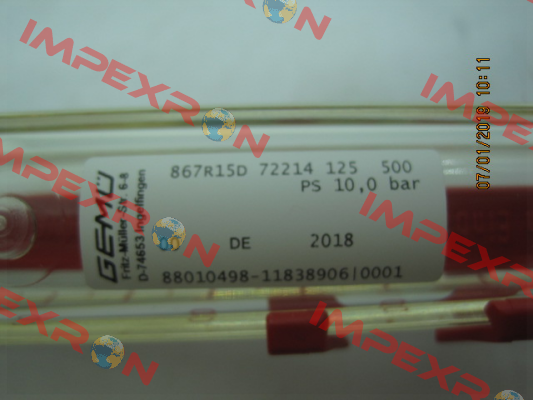 GEMÜ
Fritz-Müller-Str. 6-8
D-74653 Ingelfingen
867R15D 72214 125 500
PS 10,0 bar
DE 2018
88010498-11838906|0001
07/01/2019 10:11
IMPEXRON
IMPEXRON
IMPEXRON
IMPEXRON
IMPEXRON